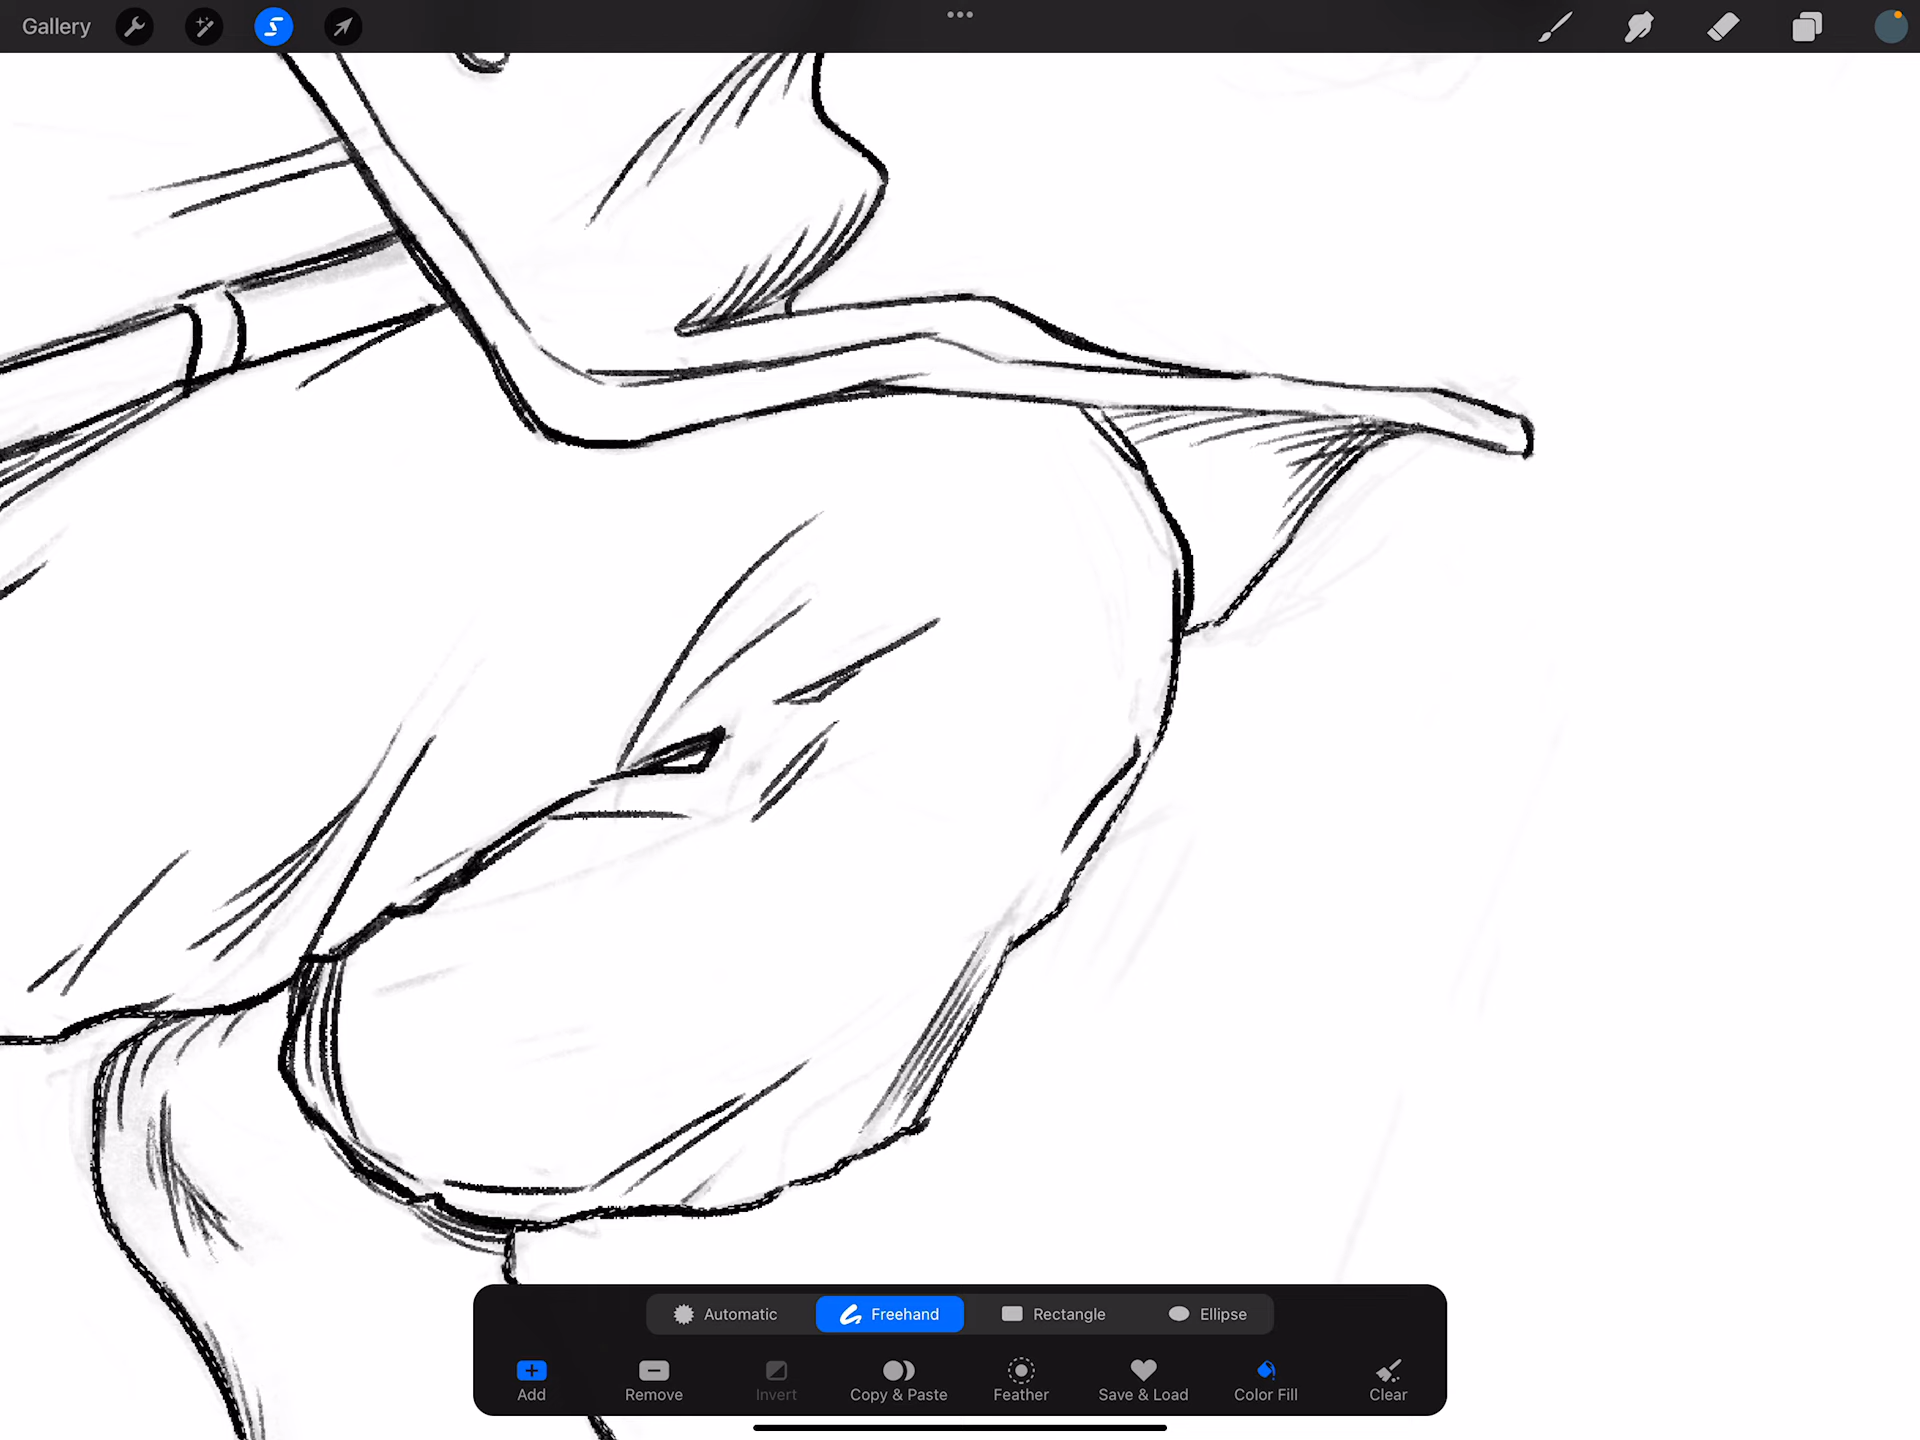 Gallery
Automatic Freehand Rectangle Ellipse
Add Remove Invert Copy & Paste Feather Save & Load Color Fill Clear